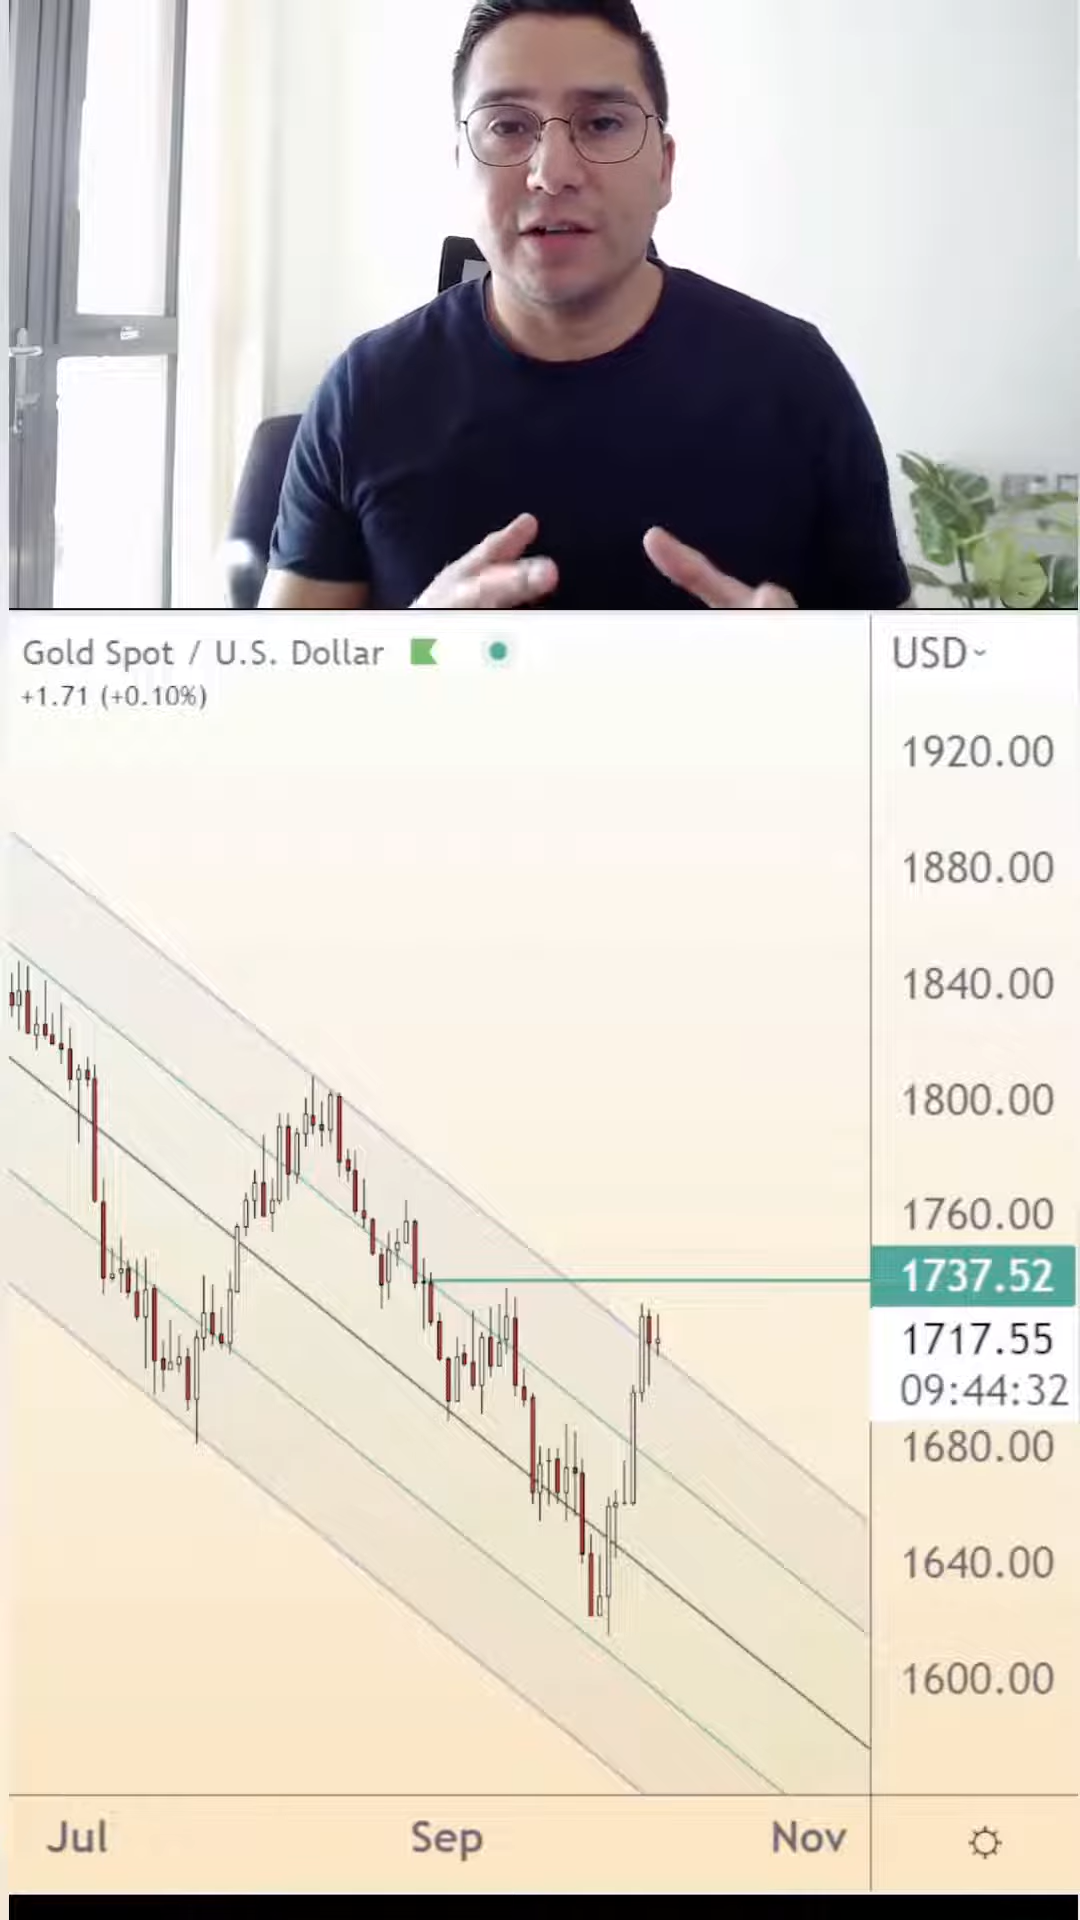 Gold Spot / U.S. Dollar
USD
+1.71 (+0.10%)
1920.00
1880.00
1840.00
1800.00
1760.00
1737.52
1717.55
09:44:32
1680.00
1640.00
1600.00
Jul
Sep
Nov